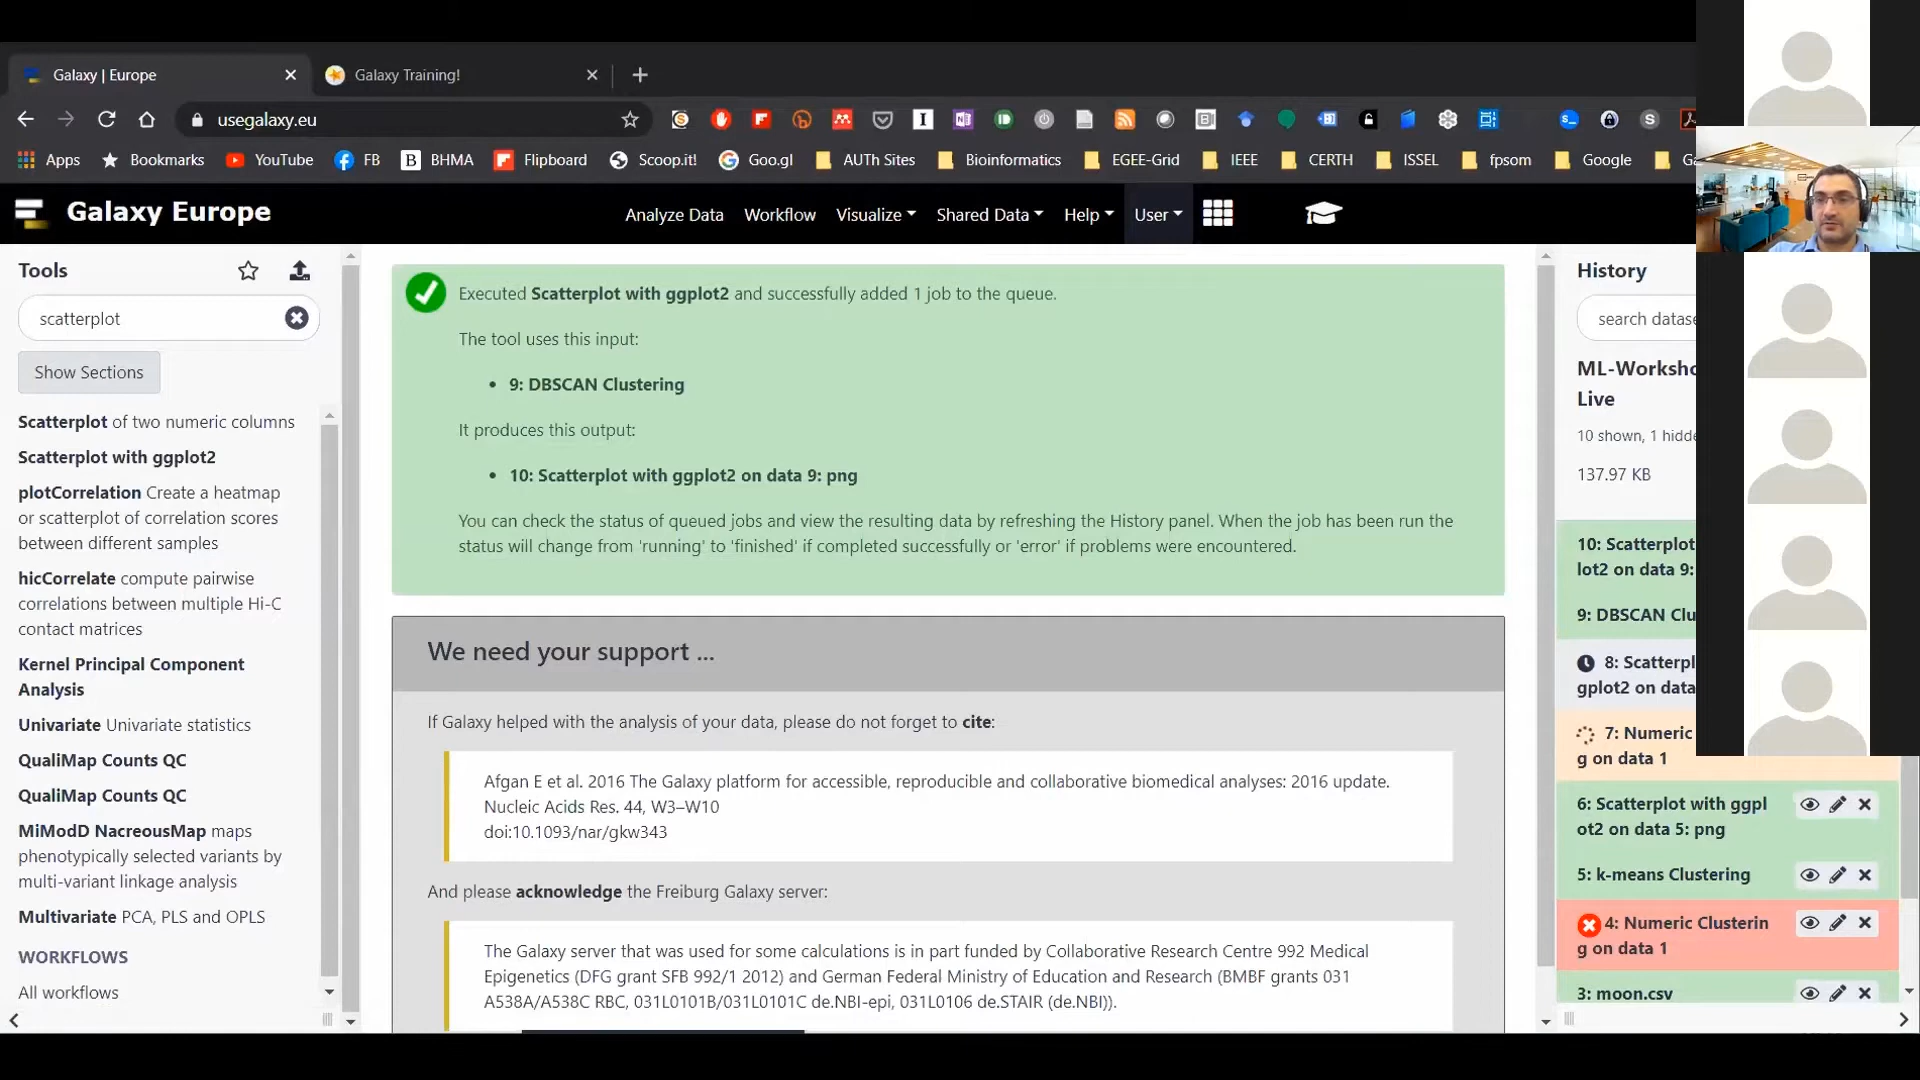 Galaxy | Europe
Galaxy Training!
usegalaxy.eu
Apps
Bookmarks
YouTube
FB
BHMA
Flipboard
Scoop.it!
Goo.gl
AUTh Sites
Bioinformatics
EGEE-Grid
IEEE
CERTH
ISSEL
fpsom
Google
Galaxy Europe
Analyze Data
Workflow
Visualize
Shared Data
Help
User
Tools
scatterplot
Show Sections
Scatterplot of two numeric columns
Scatterplot with ggplot2
plotCorrelation Create a heatmap
or scatterplot of correlation scores
between different samples
hicCorrelate compute pairwise
correlations between multiple Hi-C
contact matrices
Kernel Principal Component
Analysis
Univariate Univariate statistics
QualiMap Counts QC
QualiMap Counts QC
MiModD NacreousMap maps
phenotypically selected variants by
multi-variant linkage analysis
Multivariate PCA, PLS and OPLS
WORKFLOWS
All workflows
Executed Scatterplot with ggplot2 and successfully added 1 job to the queue.
The tool uses this input:
• 9: DBSCAN Clustering
It produces this output:
• 10: Scatterplot with ggplot2 on data 9: png
You can check the status of queued jobs and view the resulting data by refreshing the History panel. When the job has been run the
status will change from 'running' to 'finished' if completed successfully or 'error' if problems were encountered.
We need your support ...
If Galaxy helped with the analysis of your data, please do not forget to cite:
Afgan E et al. 2016 The Galaxy platform for accessible, reproducible and collaborative biomedical analyses: 2016 update.
Nucleic Acids Res. 44, W3–W10
doi:10.1093/nar/gkw343
And please acknowledge the Freiburg Galaxy server:
The Galaxy server that was used for some calculations is in part funded by Collaborative Research Centre 992 Medical
Epigenetics (DFG grant SFB 992/1 2012) and German Federal Ministry of Education and Research (BMBF grants 031
A538A/A538C RBC, 031L0101B/031L0101C de.NBI-epi, 031L0106 de.STAIR (de.NBI)).
History
search datase
ML-Worksho
Live
10 shown, 1 hidde
137.97 KB
10: Scatterplot
lot2 on data 9:
9: DBSCAN Clu
8: Scatterpl
gplot2 on data
7: Numeric
g on data 1
6: Scatterplot with ggpl
ot2 on data 5: png
5: k-means Clustering
4: Numeric Clusterin
g on data 1
3: moon.csv